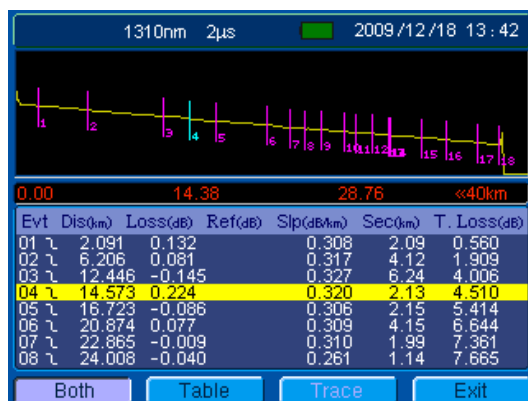 1310nm 2µs 2009/12/18 13:42
1 2 3 4 5 6 7 8 9 15 16 17 18
0.00 14.38 28.76 «40km
Evt Dis(km) Loss(dB) Ref(dB) Slp(dB/km) Sec(km) T. Loss(dB)
01 2.091 0.132 0.308 2.09 0.560
02 6.206 0.081 0.317 4.12 1.909
03 12.446 -0.145 0.327 6.24 4.006
04 14.573 0.224 0.320 2.13 4.510
05 16.723 -0.086 0.306 2.15 5.414
06 20.874 0.077 0.309 4.15 6.644
07 22.865 -0.009 0.310 1.99 7.361
08 24.008 -0.040 0.261 1.14 7.665
Both Table Trace Exit